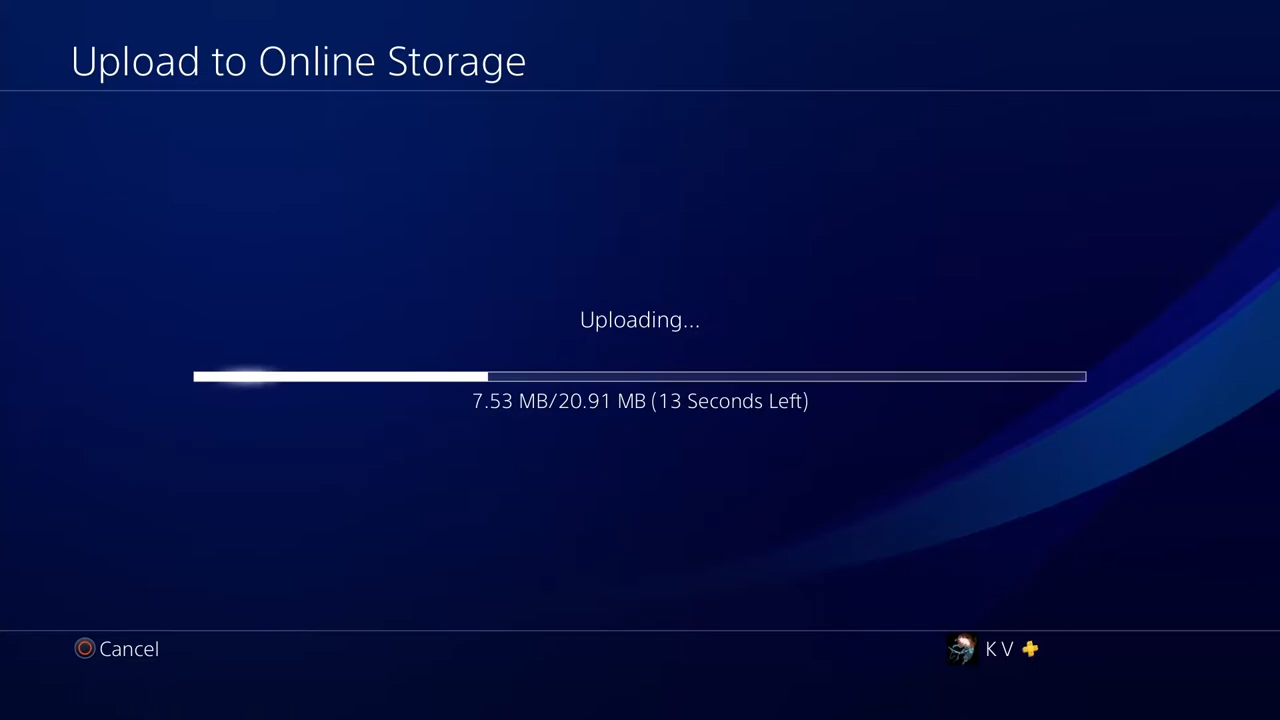 Upload to Online Storage
Uploading...
7.53 MB/20.91 MB (13 Seconds Left)
Cancel
K V